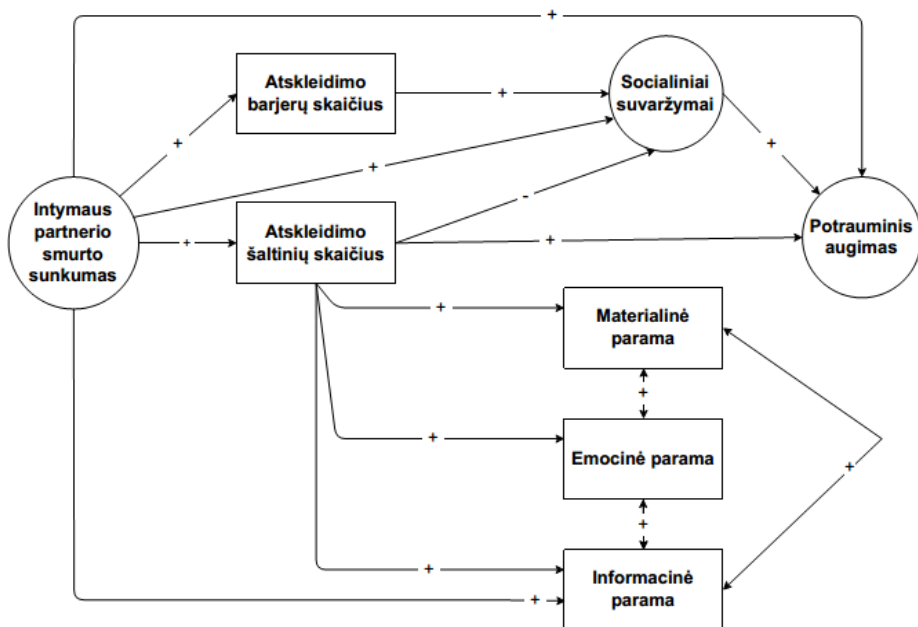 +
Atskleidimo
barjerų skaičius
+
Socialiniai
suvaržymai
+
+
+
Intymaus
partnerio
smurto
sunkumas
+
Atskleidimo
šaltinių skaičius
-
+
Potrauminis
augimas
+
Materialinė
parama
+
+
Emocinė parama
+
+
+
Informacinė
parama
+